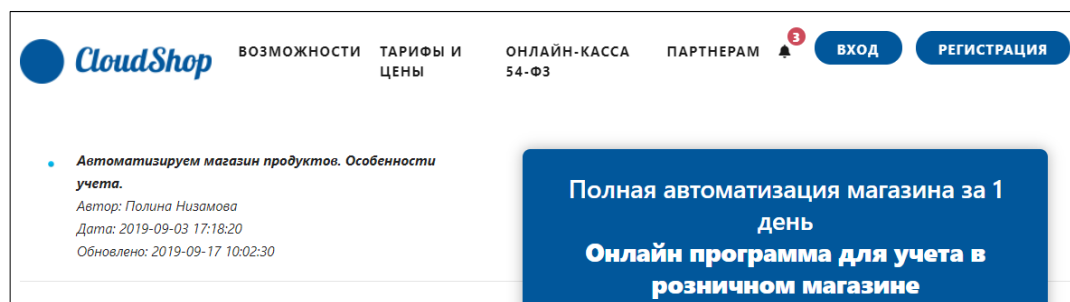 CloudShop
ВОЗМОЖНОСТИ
ТАРИФЫ И
ЦЕНЫ
ОНЛАЙН-КАССА
54-ФЗ
ПАРТНЕРАМ
3
ВХОД
РЕГИСТРАЦИЯ
Автоматизируем магазин продуктов. Особенности
учета.
Автор: Полина Низамова
Дата: 2019-09-03 17:18:20
Обновлено: 2019-09-17 10:02:30
Полная автоматизация магазина за 1
день
Онлайн программа для учета в
розничном магазине